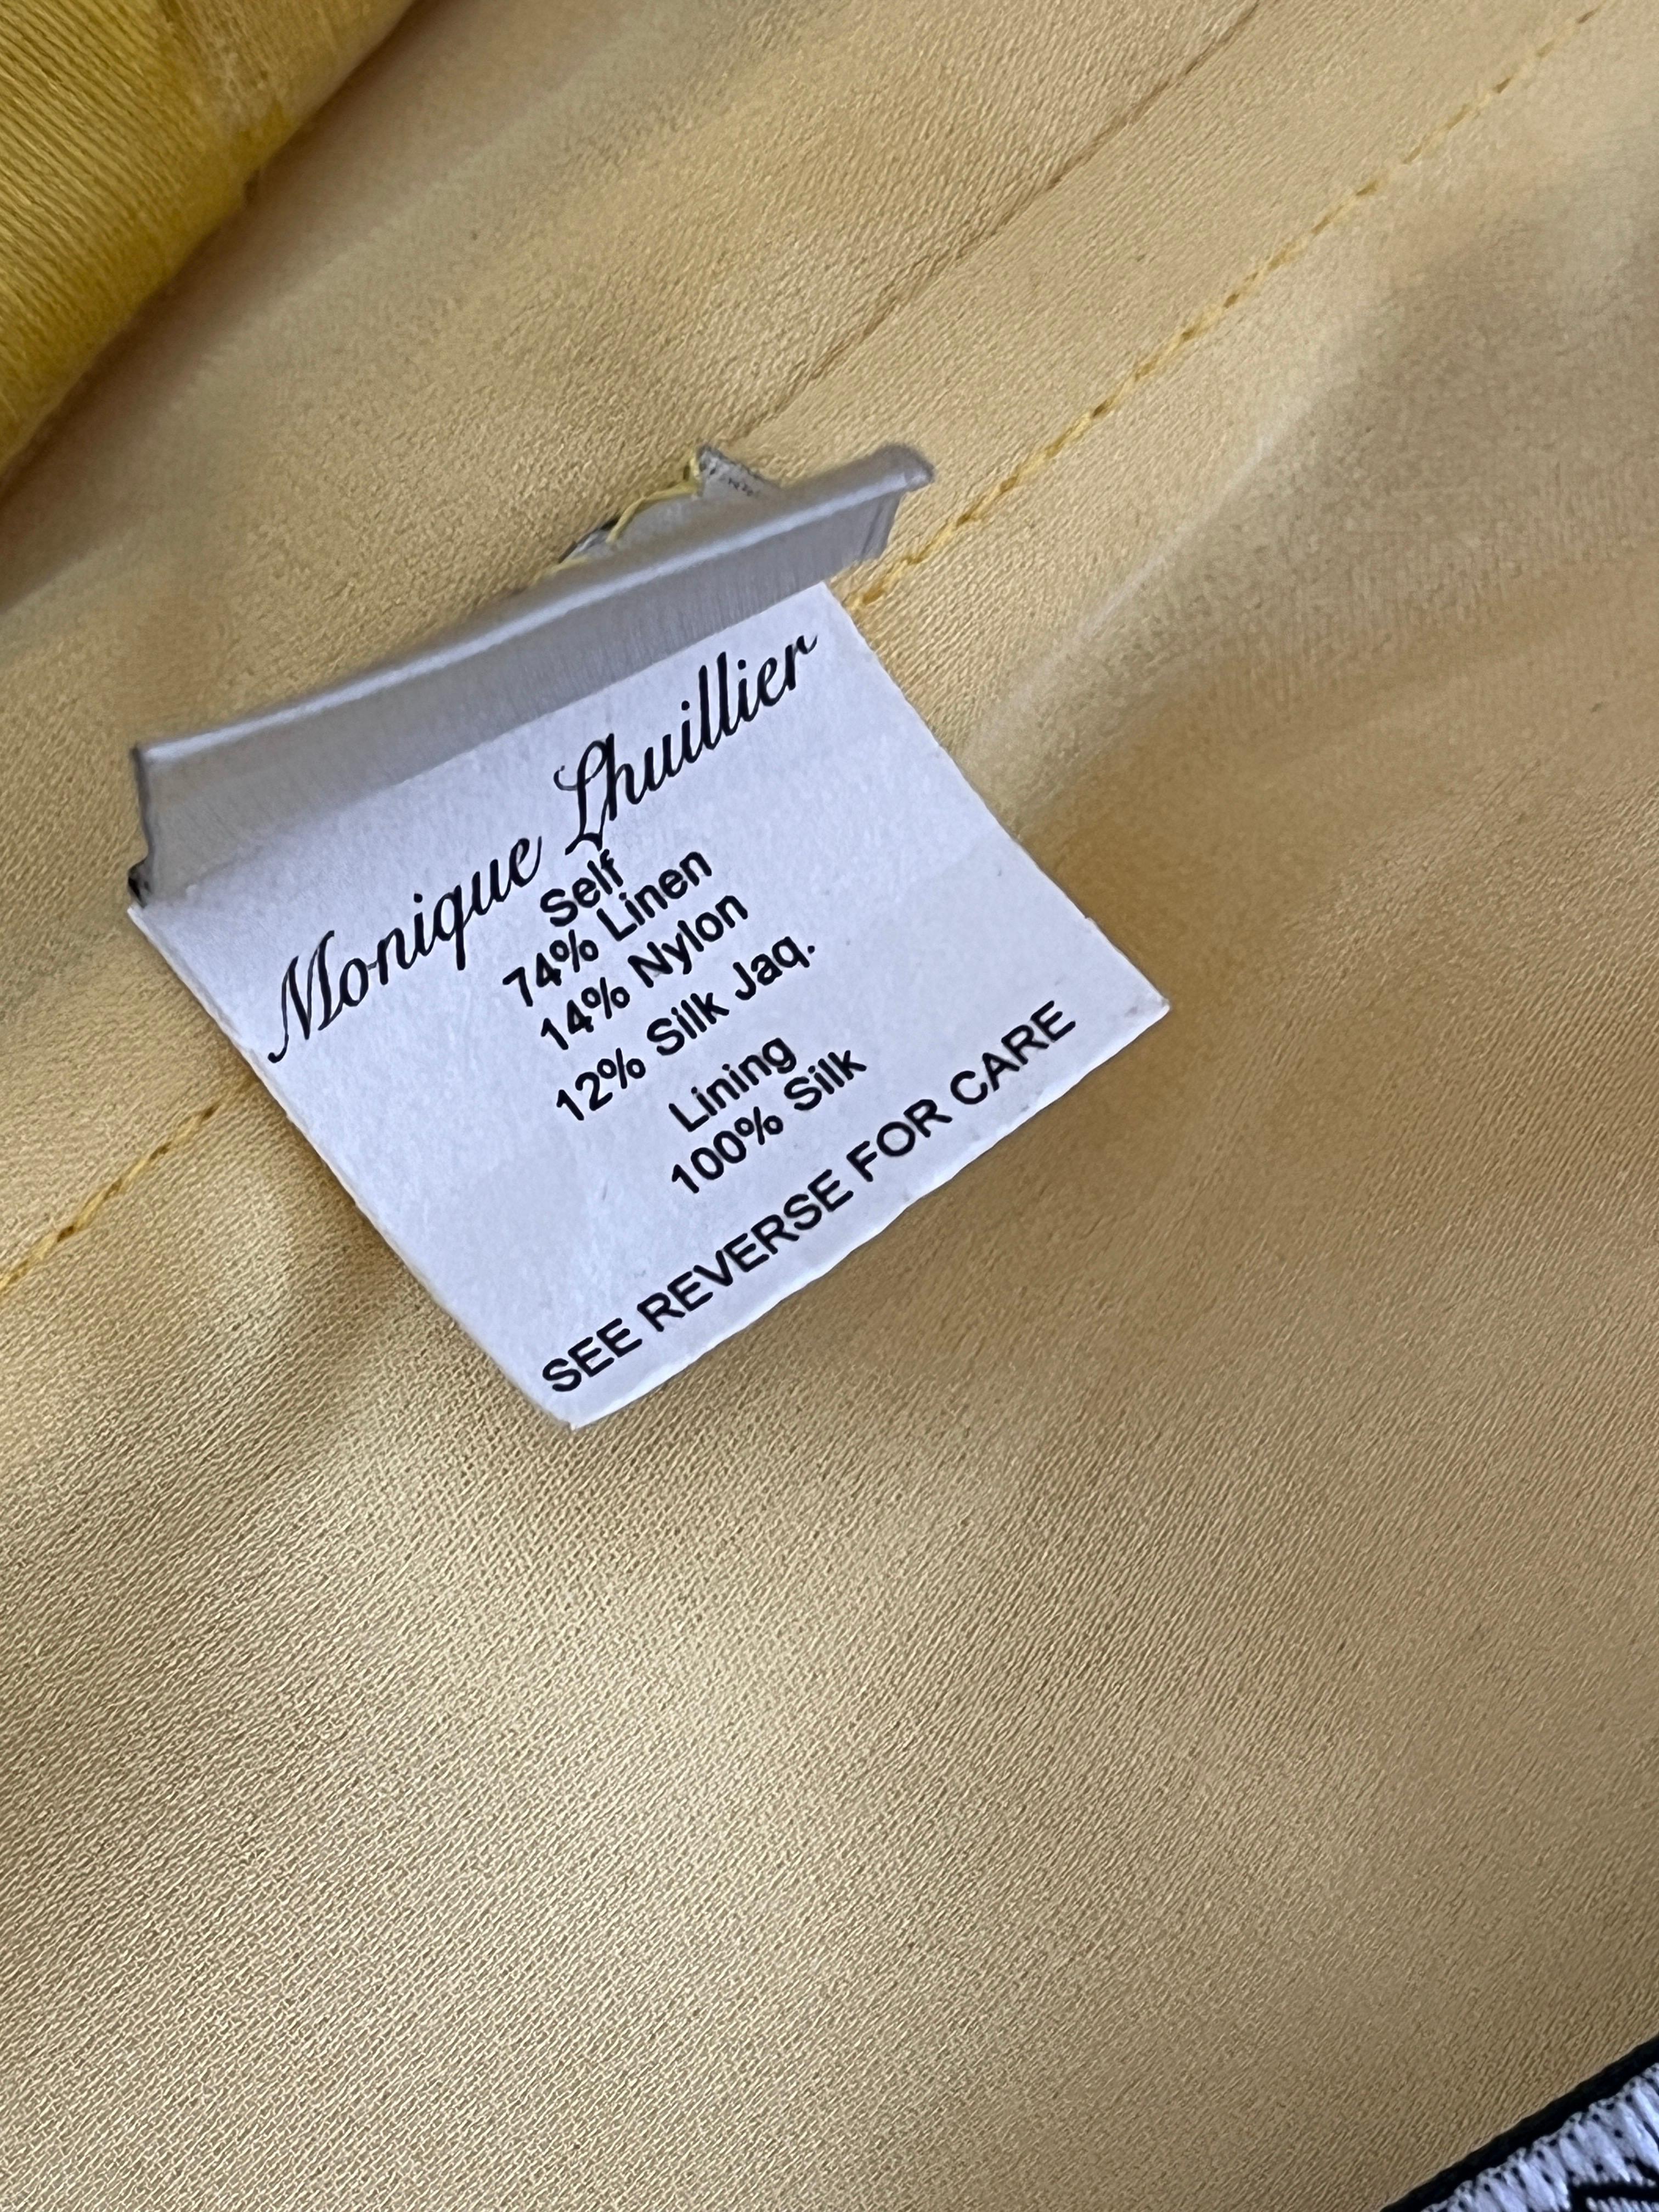 Monique Lhuillier
Self
74% Linen
14% Nylon
12% Silk Jaq.
Lining
100% Silk
SEE REVERSE FOR CARE